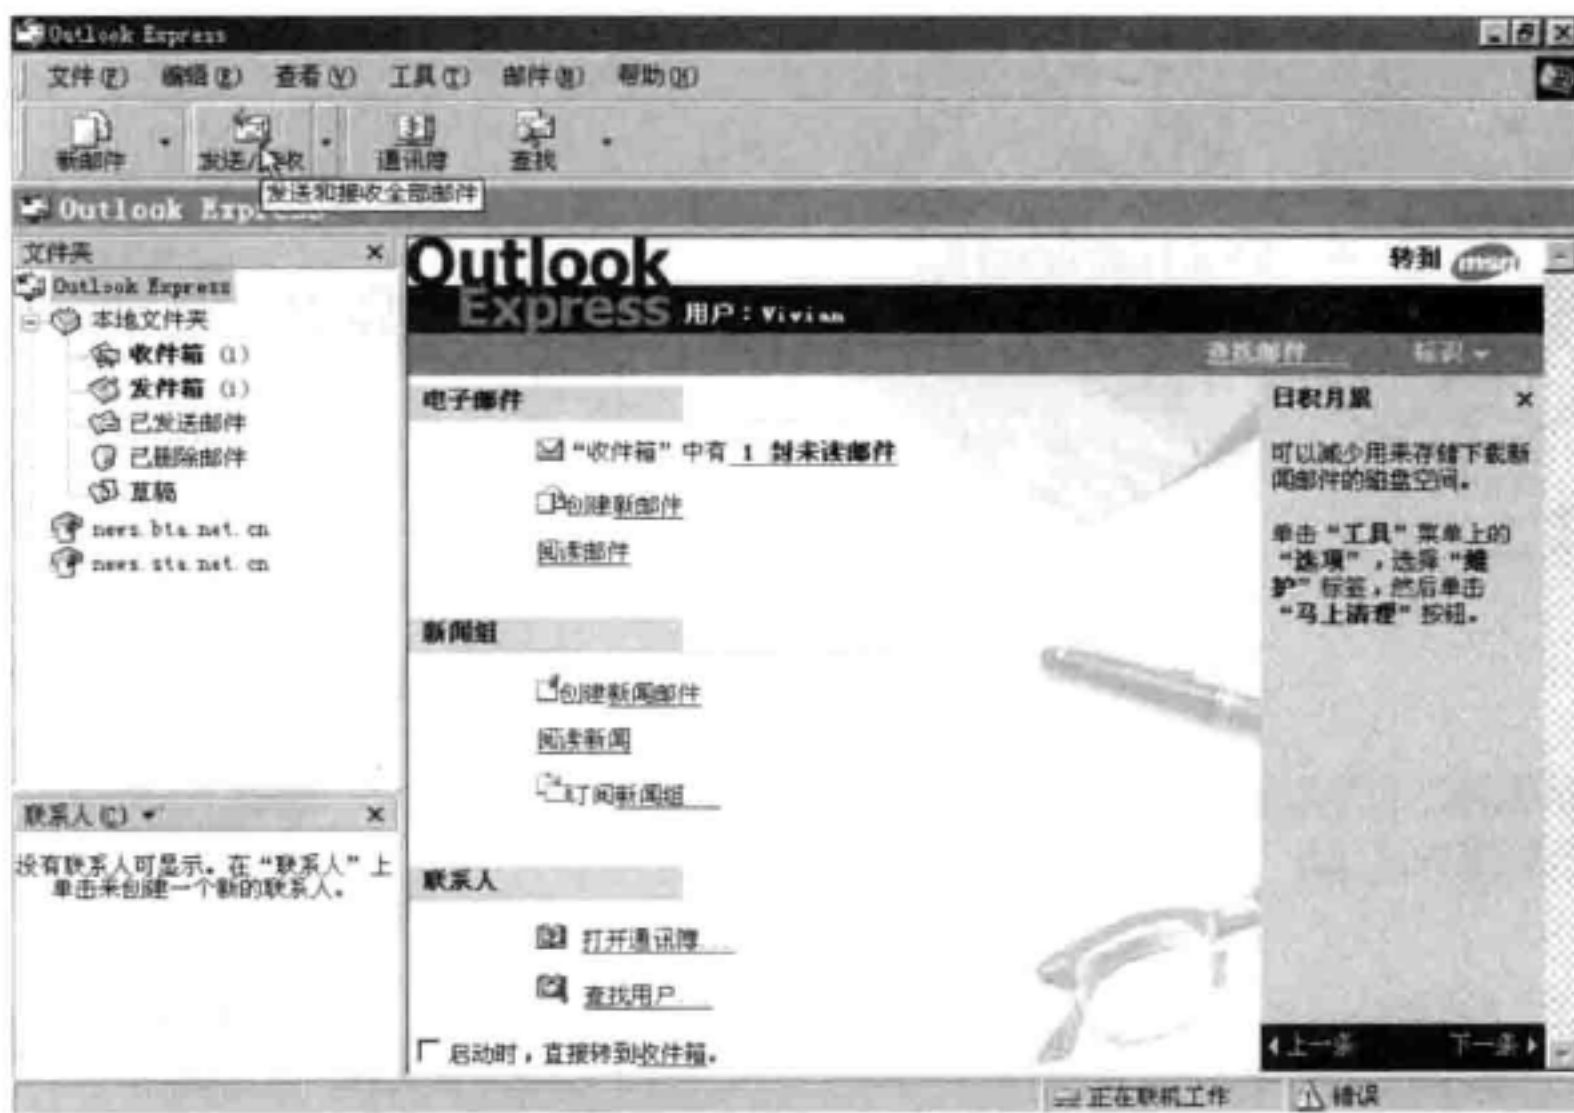 Outlook Express
文件(F) 编辑(E) 查看(V) 工具(T) 邮件(M) 帮助(H)
新邮件 发送/ 收 通讯簿 查找
发送和接收全部邮件
Outlook Exp
文件夹
Outlook Express
本地文件夹
收件箱 (1)
发件箱 (1)
已发送邮件
已删除邮件
草稿
news.bta.net.cn
news.sta.net.cn
联系人(C)
没有联系人可显示。在“联系人”上
单击来创建一个新的联系人。
Outlook
Express 用户：Vivian
转到 msn
查找邮件... 标识
电子邮件
“收件箱”中有 1 封未读邮件
创建新邮件
阅读邮件
新闻组
创建新闻邮件
阅读新闻
订阅新闻组...
联系人
打开通讯簿...
查找用户...
启动时，直接转到收件箱。
日积月累
可以减少用来存储下载新
闻邮件的磁盘空间。
单击“工具”菜单上的
“选项”，选择“维
护”标签，然后单击
“马上清理”按钮。
上一条 下一条
正在联机工作 错误